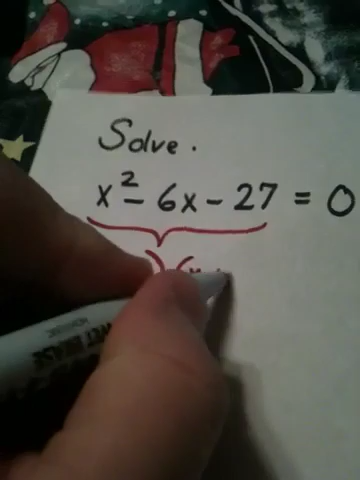 Solve.
x² - 6x - 27 = 0
) (x